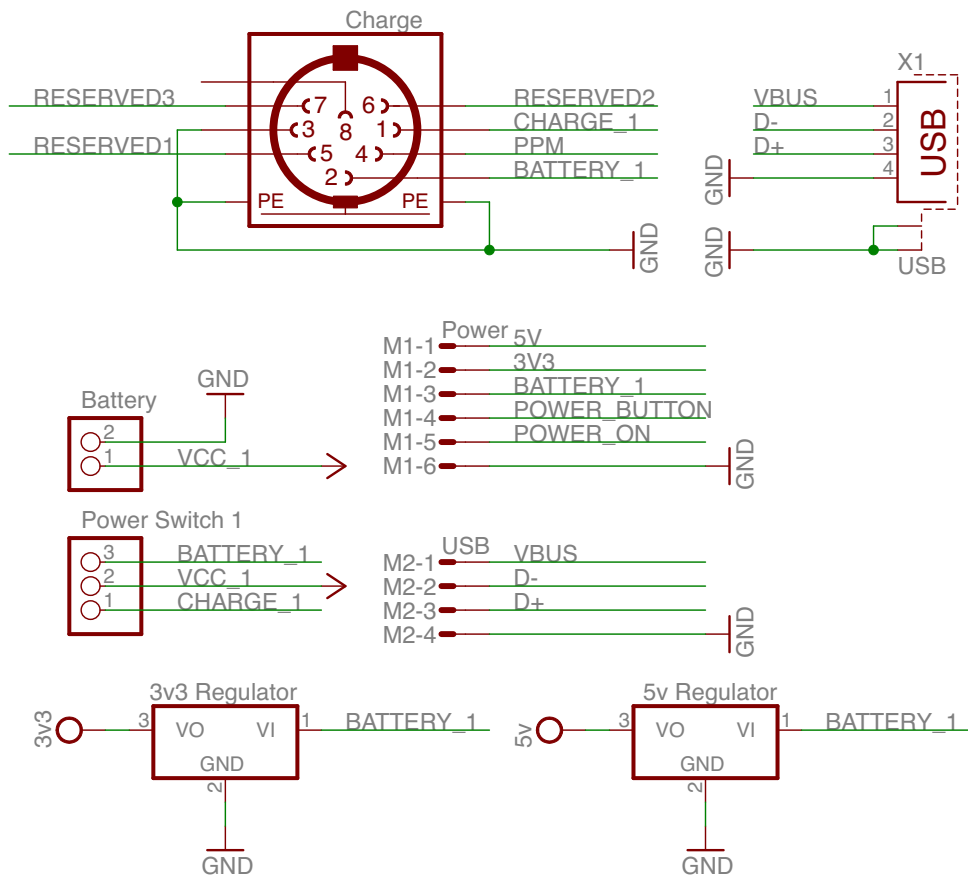 Charge
RESERVED3
RESERVED1
7
6
3
8
1
5
4
2
PE
PE
RESERVED2
CHARGE_1
PPM
BATTERY_1
GND
X1
VBUS
D-
D+
1
2
3
4
USB
GND
GND
USB
Power
M1-1 5V
M1-2 3V3
M1-3 BATTERY_1
M1-4 POWER_BUTTON
M1-5 POWER_ON
M1-6
GND
GND
Battery
2
1 VCC_1
Power Switch 1
3 BATTERY_1
2 VCC_1
1 CHARGE_1
USB
M2-1 VBUS
M2-2 D-
M2-3 D+
M2-4
GND
3v3 Regulator
3v3
3 VO VI 1 BATTERY_1
GND
2
GND
5v Regulator
5v
3 VO VI 1 BATTERY_1
GND
2
GND